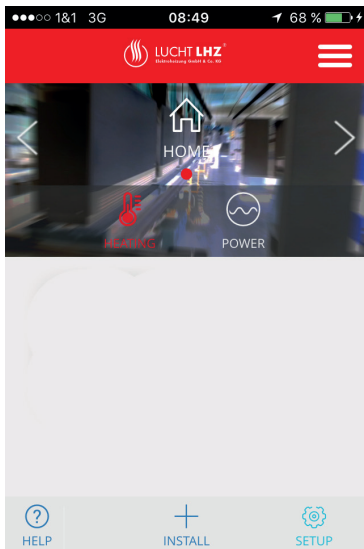 1&1 3G 08:49 68 %
LUCHT LHZ®
Elektroheizung GmbH & Co. KG
HOME
HEATING POWER
HELP INSTALL SETUP